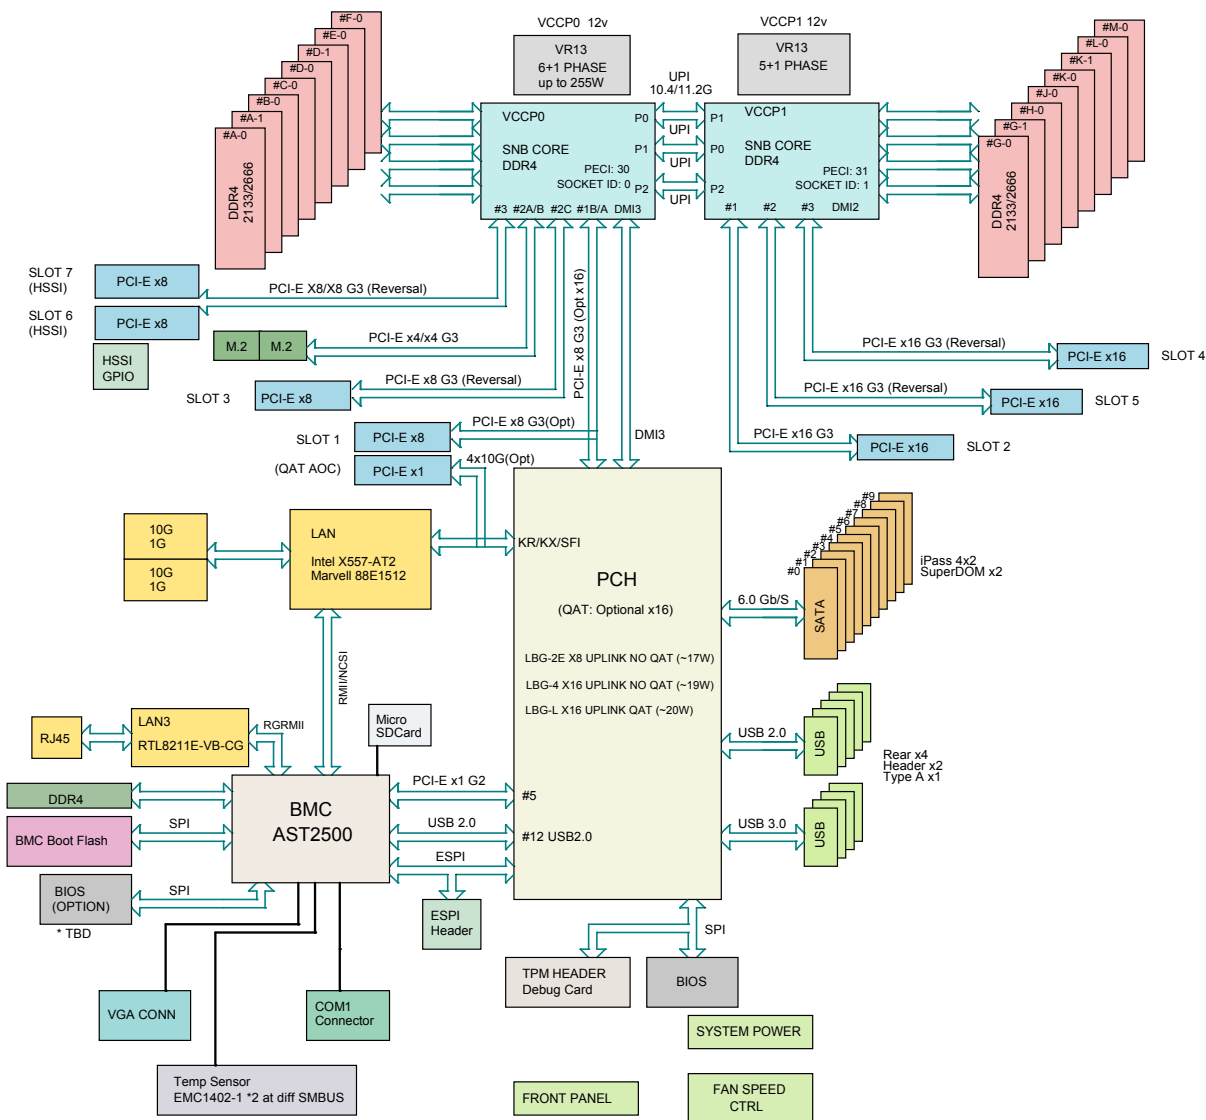 VCCP0 12v
VR13
6+1 PHASE
up to 255W
VCCP1 12v
VR13
5+1 PHASE
#F-0
#E-0
#D-1
#D-0
#C-0
#B-0
#A-1
#A-0
DDR4
2133/2666
#M-0
#L-0
#K-1
#K-0
#J-0
#H-0
#G-1
#G-0
DDR4
2133/2666
UPI
10.4/11.2G
UPI
UPI
UPI
VCCP0
SNB CORE
DDR4
PECI: 30
SOCKET ID: 0
P0
P1
P2
#3 #2A/B #2C #1B/A DMI3
VCCP1
SNB CORE
DDR4
PECI: 31
SOCKET ID: 1
P1
P0
P2
#1 #2 #3 DMI2
SLOT 7
(HSSI)
PCI-E x8
SLOT 6
(HSSI)
PCI-E x8
HSSI
GPIO
PCI-E X8/X8 G3 (Reversal)
M.2 M.2
PCI-E x4/x4 G3
SLOT 3
PCI-E x8
PCI-E x8 G3 (Reversal)
PCI-E x8 G3 (Opt x16)
SLOT 1
PCI-E x8
PCI-E x8 G3(Opt)
(QAT AOC)
PCI-E x1
4x10G(Opt)
DMI3
PCI-E x16 G3 (Reversal)
PCI-E x16
SLOT 4
PCI-E x16 G3 (Reversal)
PCI-E x16
SLOT 5
PCI-E x16 G3
PCI-E x16
SLOT 2
10G
1G
10G
1G
LAN
Intel X557-AT2
Marvell 88E1512
KR/KX/SFI
PCH
(QAT: Optional x16)
LBG-2E X8 UPLINK NO QAT (~17W)
LBG-4 X16 UPLINK NO QAT (~19W)
LBG-L X16 UPLINK QAT (~20W)
#5
#12 USB2.0
6.0 Gb/S
#9
#8
#7
#6
#5
#4
#3
#2
#1
#0
SATA
iPass 4x2
SuperDOM x2
USB 2.0
USB
Rear x4
Header x2
Type A x1
USB 3.0
USB
RMII/NCSI
RJ45
LAN3
RTL8211E-VB-CG
RGRMII
Micro
SDCard
DDR4
BMC Boot Flash
SPI
BIOS
(OPTION)
* TBD
SPI
BMC
AST2500
PCI-E x1 G2
USB 2.0
ESPI
ESPI
Header
SPI
TPM HEADER
Debug Card
BIOS
VGA CONN
COM1
Connector
Temp Sensor
EMC1402-1 *2 at diff SMBUS
SYSTEM POWER
FRONT PANEL
FAN SPEED
CTRL